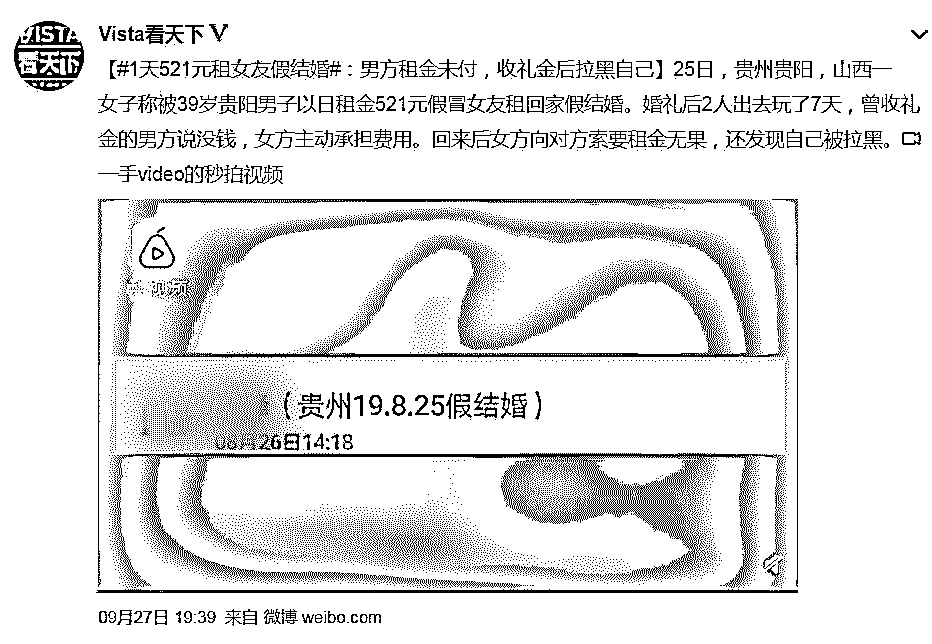 VISTA
看天下
Vista看天下 V
【#1天521元租女友假结婚#：男方租金未付，收礼金后拉黑自己】25日，贵州贵阳，山西一
女子称被39岁贵阳男子以日租金521元假冒女友租回家假结婚。婚礼后2人出去玩了7天，曾收礼
金的男方说没钱，女方主动承担费用。回来后女方向对方索要租金无果，还发现自己被拉黑。
一手video的秒拍视频
视频
（贵州19.8.25假结婚）
26日14:18
09月27日 19:39 来自 微博 weibo.com